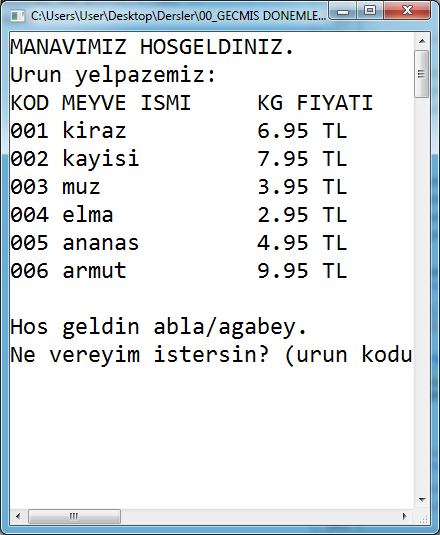 C:\Users\User\Desktop\Dersler\00_GECMIS DONEMLE...
MANAVIMIZ HOSGELDINIZ.
Urun yelpazemiz:
KOD MEYVE ISMI KG FIYATI
001 kiraz 6.95 TL
002 kayisi 7.95 TL
003 muz 3.95 TL
004 elma 2.95 TL
005 ananas 4.95 TL
006 armut 9.95 TL
Hos geldin abla/agabey.
Ne vereyim istersin? (urun kodu